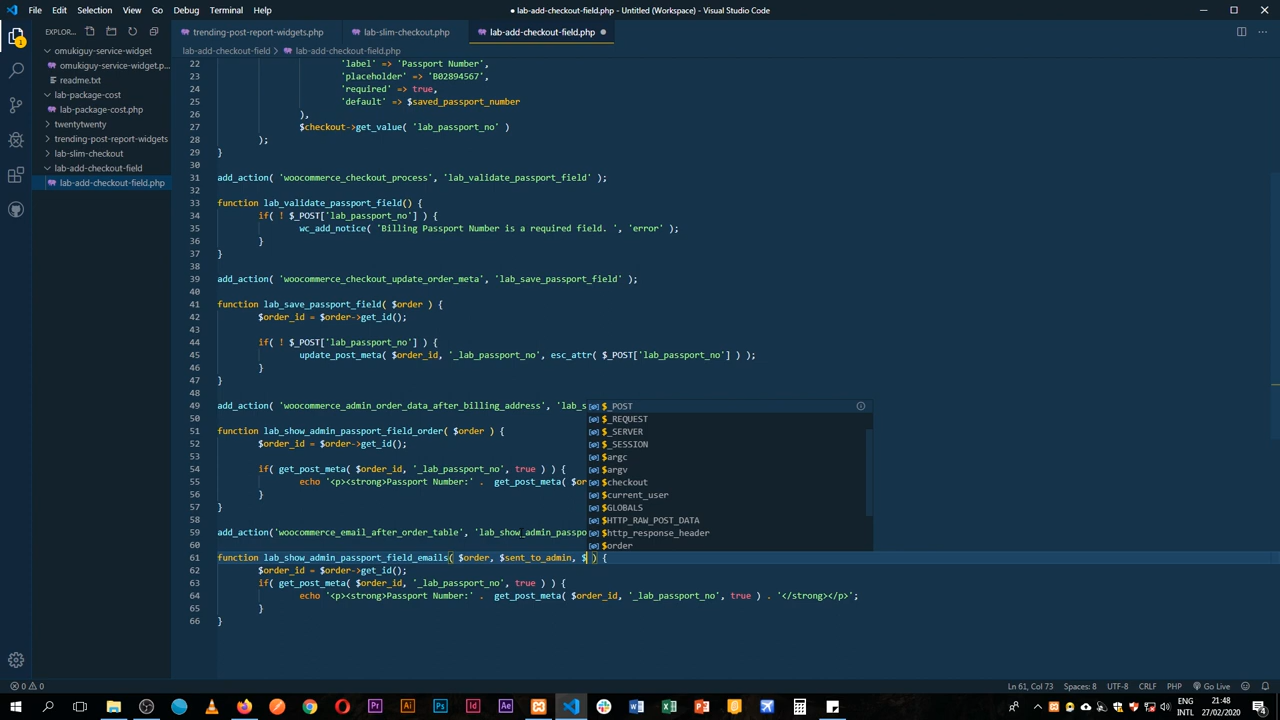 File Edit Selection View Go Debug Terminal Help
● lab-add-checkout-field.php - Untitled (Workspace) - Visual Studio Code
EXPLOR...
trending-post-report-widgets.php
lab-slim-checkout.php
lab-add-checkout-field.php
omukiguy-service-widget
omukiguy-service-widget.p...
readme.txt
lab-package-cost
lab-package-cost.php
twentytwenty
trending-post-report-widgets
lab-slim-checkout
lab-add-checkout-field
lab-add-checkout-field.php
1
lab-add-checkout-field > lab-add-checkout-field.php
22 'label' => 'Passport Number',
23 'placeholder' => 'B02894567',
24 'required' => true,
25 'default' => $saved_passport_number
26 ),
27 $checkout->get_value( 'lab_passport_no' )
28 );
29 }
30
31 add_action( 'woocommerce_checkout_process', 'lab_validate_passport_field' );
32
33 function lab_validate_passport_field() {
34 if( ! $_POST['lab_passport_no'] ) {
35 wc_add_notice( 'Billing Passport Number is a required field. ', 'error' );
36 }
37 }
38
39 add_action( 'woocommerce_checkout_update_order_meta', 'lab_save_passport_field' );
40
41 function lab_save_passport_field( $order ) {
42 $order_id = $order->get_id();
43
44 if( ! $_POST['lab_passport_no'] ) {
45 update_post_meta( $order_id, '_lab_passport_no', esc_attr( $_POST['lab_passport_no'] ) );
46 }
47 }
48
49 add_action( 'woocommerce_admin_order_data_after_billing_address', 'lab_s
50
51 function lab_show_admin_passport_field_order( $order ) {
52 $order_id = $order->get_id();
53
54 if( get_post_meta( $order_id, '_lab_passport_no', true ) ) {
55 echo '<p><strong>Passport Number:' . get_post_meta( $or
56 }
57 }
58
59 add_action('woocommerce_email_after_order_table', 'lab_show_admin_passpo
60
61 function lab_show_admin_passport_field_emails( $order, $sent_to_admin, $ ) {
62 $order_id = $order->get_id();
63 if( get_post_meta( $order_id, '_lab_passport_no', true ) ) {
64 echo '<p><strong>Passport Number:' . get_post_meta( $order_id, '_lab_passport_no', true ) . '</strong></p>';
65 }
66 }
$_POST
$_REQUEST
$_SERVER
$_SESSION
$argc
$argv
$checkout
$current_user
$GLOBALS
$HTTP_RAW_POST_DATA
$http_response_header
$order
0 0
Ln 61, Col 73 Spaces: 8 UTF-8 CRLF PHP Go Live
ENG
INTL
21:48
27/02/2020